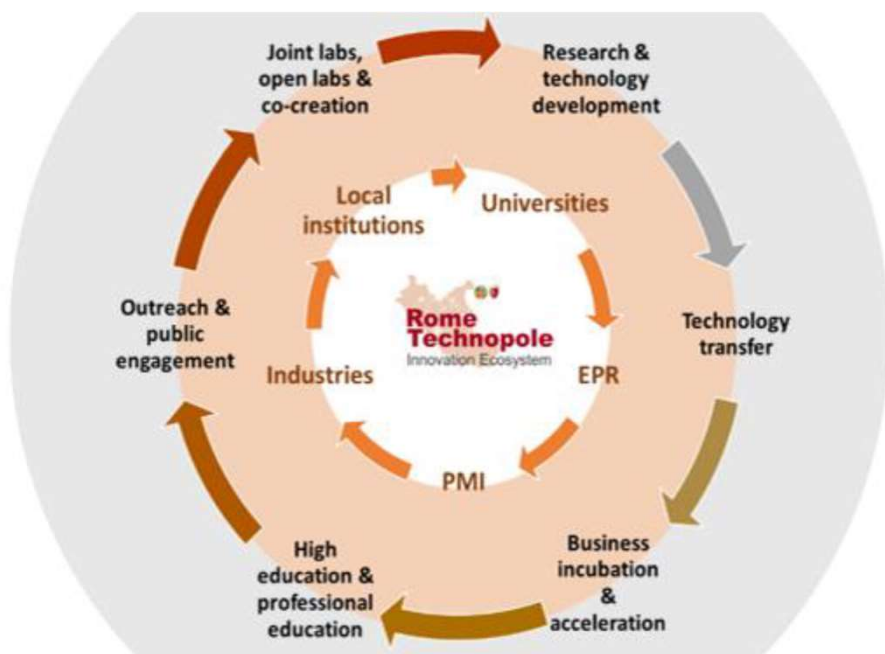 Joint labs,
open labs &
co-creation
Research &
technology
development
Local
institutions
Universities
Outreach &
public
engagement
Rome
Technopole
Innovation Ecosystem
Technology
transfer
Industries
EPR
PMI
High
education &
professional
education
Business
incubation
&
acceleration